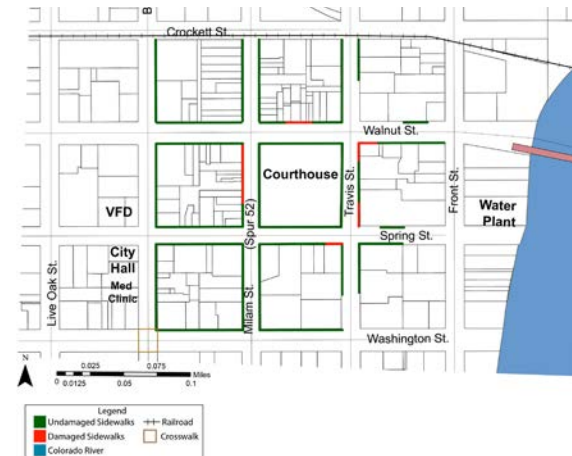 B
Crockett St.
Walnut St.
Courthouse
VFD
Water
Plant
Travis St.
Front St.
(Spur 52)
Spring St.
City
Hall
Med
Clinic
Live Oak St.
Milam St.
Washington St.
N
0.025 0.075
0 0.0125 0.05 0.1
Miles
Legend
Undamaged Sidewalks
Railroad
Damaged Sidewalks
Crosswalk
Colorado River